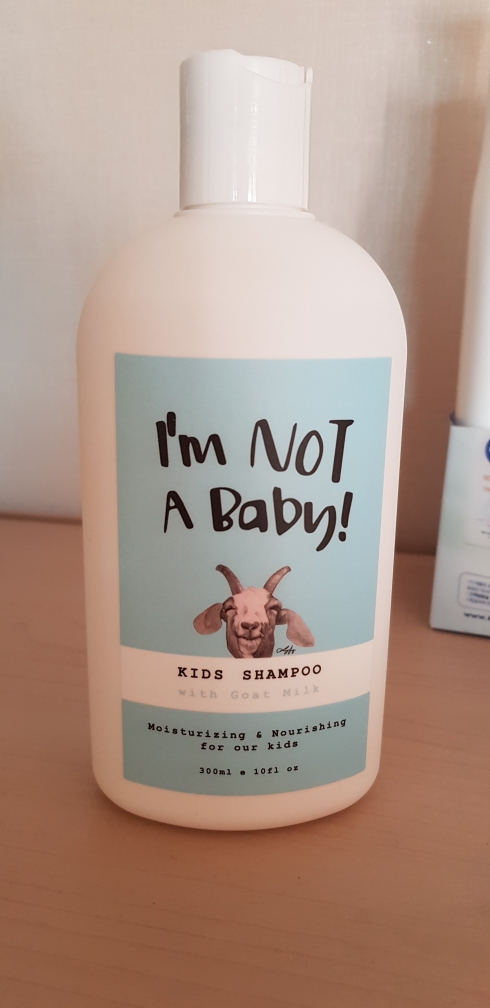 I'm NOT
A Baby!
KIDS SHAMPOO
with Goat Milk
Moisturizing & Nourishing
for our kids
300ml e 10fl oz